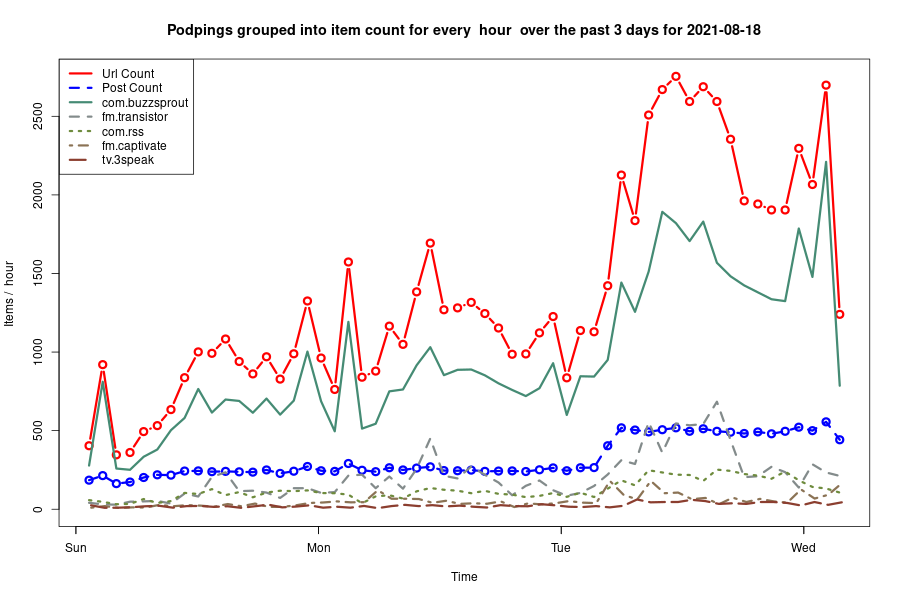 Podpings grouped into item count for every  hour  over the past 3 days for 2021-08-18
Url Count
Post Count
com.buzzsprout
fm.transistor
com.rss
fm.captivate
tv.3speak
Items /  hour
2500
2000
1500
1000
500
0
Sun Mon Tue Wed
Time